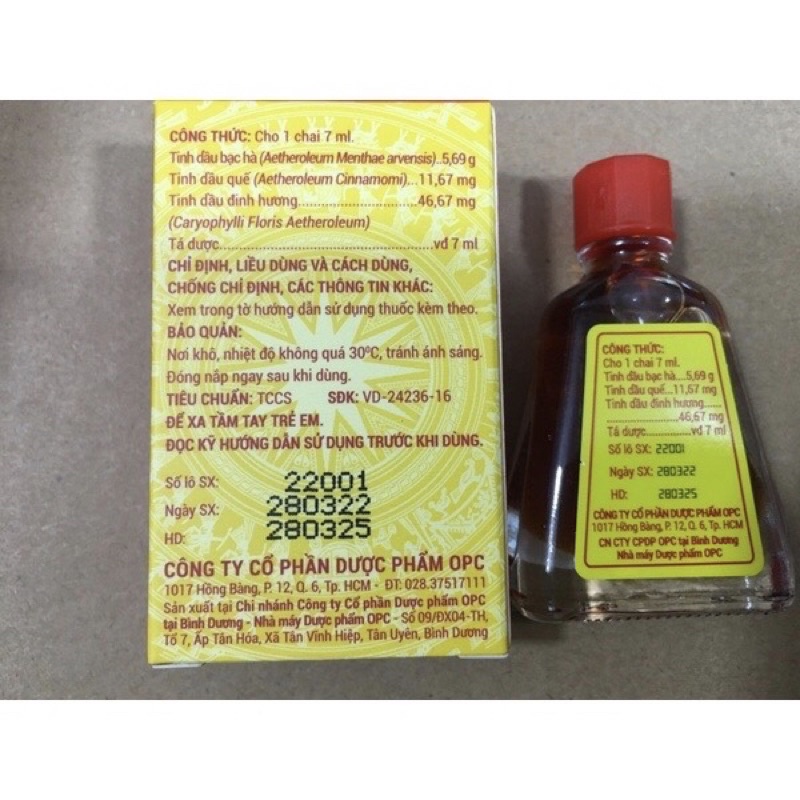 CÔNG THỨC: Cho 1 chai 7 ml.
Tinh dầu bạc hà (Aetheroleum Menthae arvensis)..5,69 g
Tinh dầu quế (Aetheroleum Cinnamomi)...11,67 mg
Tinh dầu đinh hương......................46,67 mg
(Caryophylli Floris Aetheroleum)
Tá dược..........................................vđ 7 ml
CHỈ ĐỊNH, LIỀU DÙNG VÀ CÁCH DÙNG,
CHỐNG CHỈ ĐỊNH, CÁC THÔNG TIN KHÁC:
Xem trong tờ hướng dẫn sử dụng thuốc kèm theo.
BẢO QUẢN:
Nơi khô, nhiệt độ không quá 30⁰C, tránh ánh sáng.
Đóng nắp ngay sau khi dùng.
TIÊU CHUẨN: TCCS SĐK: VD-24236-16
ĐỂ XA TẦM TAY TRẺ EM.
ĐỌC KỸ HƯỚNG DẪN SỬ DỤNG TRƯỚC KHI DÙNG.
Số lô SX: 22001
Ngày SX: 280322
HD: 280325
CÔNG TY CỔ PHẦN DƯỢC PHẨM OPC
1017 Hồng Bàng, P. 12, Q. 6, Tp. HCM - ĐT: 028.37517111
Sản xuất tại Chi nhánh Công ty Cổ phần Dược phẩm OPC
tại Bình Dương - Nhà máy Dược phẩm OPC - Số 09/ĐX04-TH,
Tổ 7, Ấp Tân Hóa, Xã Tân Vĩnh Hiệp, Tân Uyên, Bình Dương
CÔNG THỨC:
Cho 1 chai 7 ml.
Tinh dầu bạc hà....5,69 g
Tinh dầu quế...11,67 mg
Tinh dầu đinh hương......
....................46,67 mg
Tá dược...............vđ 7 ml
Số lô SX: 22001
Ngày SX: 280322
HD: 280325
CÔNG TY CỔ PHẦN DƯỢC PHẨM OPC
1017 Hồng Bàng, P. 12, Q. 6, Tp. HCM
CN CTY CPDP OPC tại Bình Dương
Nhà máy Dược phẩm OPC